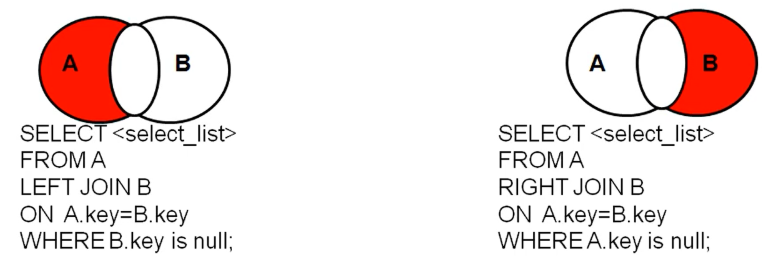 A B
SELECT <select_list>
FROM A
LEFT JOIN B
ON A.key=B.key
WHERE B.key is null;
A B
SELECT <select_list>
FROM A
RIGHT JOIN B
ON A.key=B.key
WHERE A.key is null;